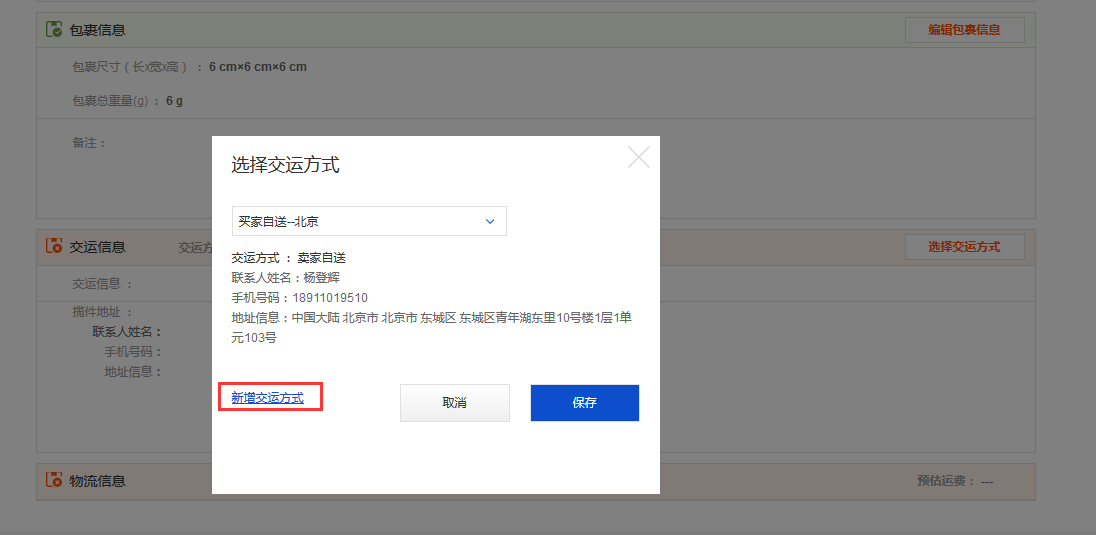 包裹信息
编辑包裹信息
包裹尺寸（长x宽x高）： 6 cm×6 cm×6 cm
包裹总重量(g)： 6 g
备注：
选择交运方式
买家自送--北京
交运方式 ： 卖家自送
联系人姓名：杨登辉
手机号码：18911019510
地址信息：中国大陆 北京市 北京市 东城区 东城区青年湖东里10号楼1层1单
元103号
新增交运方式
取消
保存
交运信息
交运方
选择交运方式
交运信息 ：
揽件地址 ：
联系人姓名：
手机号码：
地址信息：
物流信息
预估运费： ---